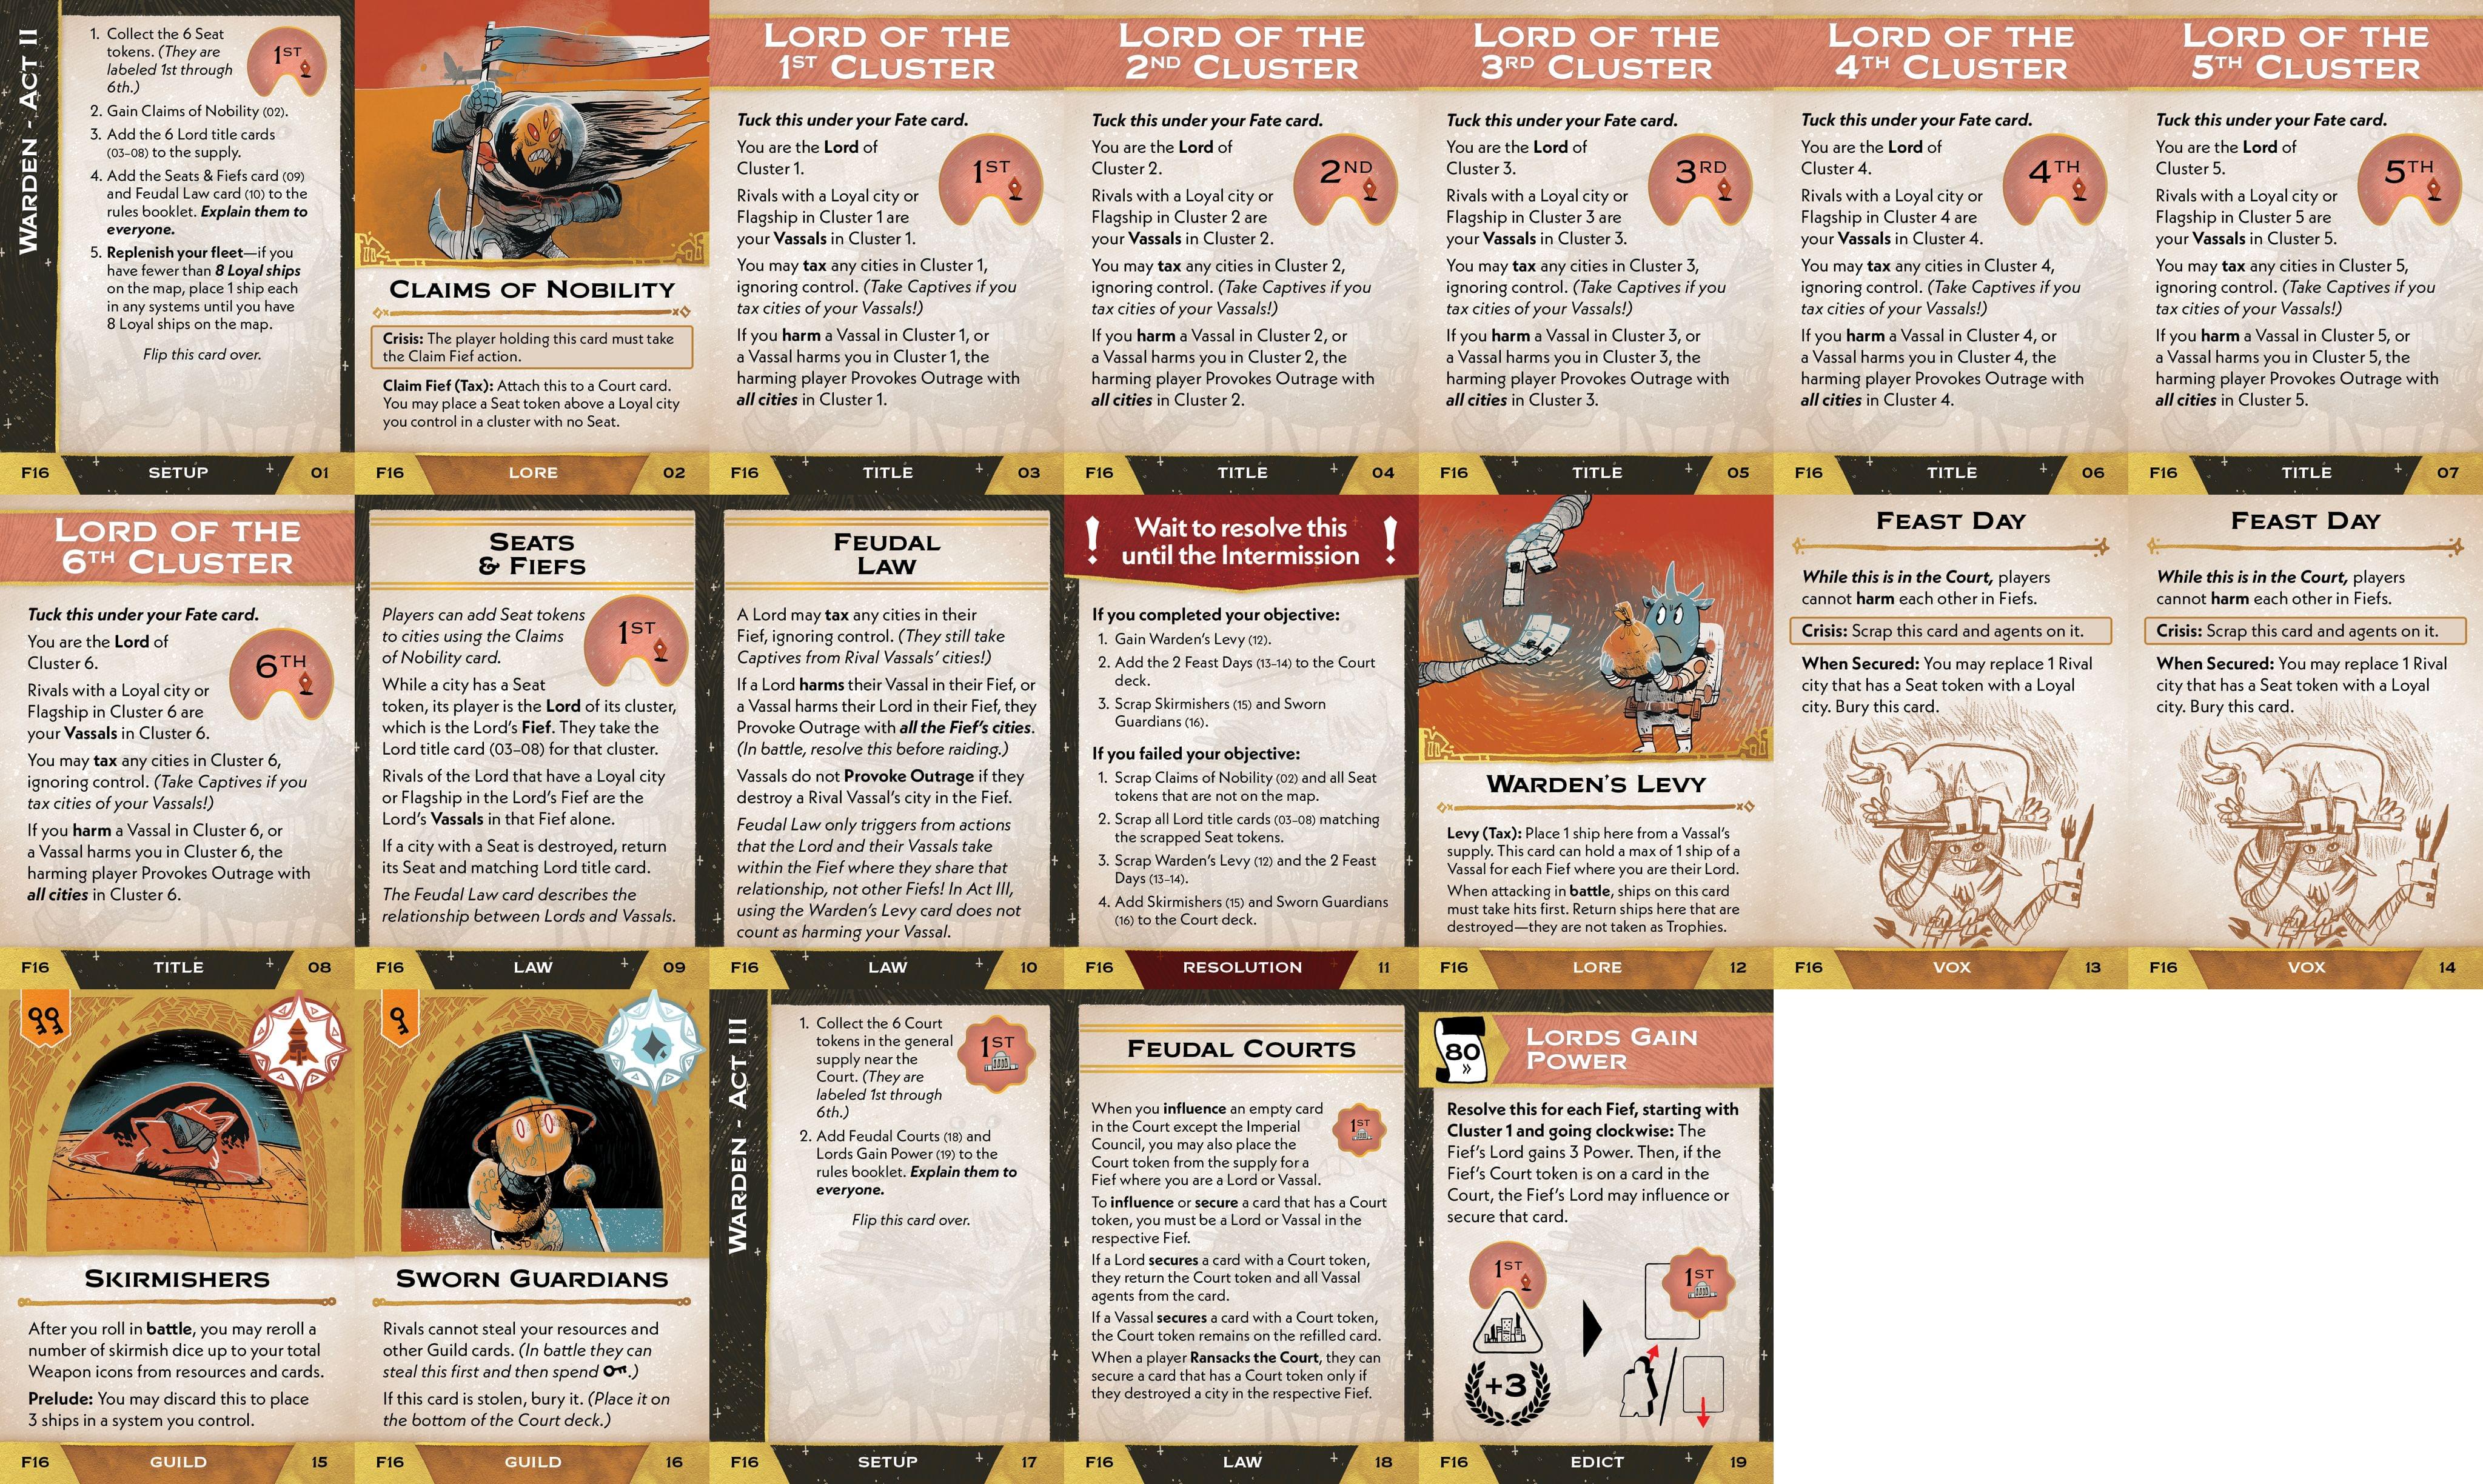 WARDEN - ACT II
1. Collect the 6 Seat
tokens. (They are
labeled 1st through
6th.)
1ST
2. Gain Claims of Nobility (02).
3. Add the 6 Lord title cards
(03–08) to the supply.
4. Add the Seats & Fiefs card (09)
and Feudal Law card (10) to the
rules booklet. Explain them to
everyone.
5. Replenish your fleet—if you
have fewer than 8 Loyal ships
on the map, place 1 ship each
in any systems until you have
8 Loyal ships on the map.
Flip this card over.
F16 SETUP 01
CLAIMS OF NOBILITY
Crisis: The player holding this card must take
the Claim Fief action.
Claim Fief (Tax): Attach this to a Court card.
You may place a Seat token above a Loyal city
you control in a cluster with no Seat.
F16 LORE 02
LORD OF THE
1ST CLUSTER
Tuck this under your Fate card.
You are the Lord of
Cluster 1.
1ST
Rivals with a Loyal city or
Flagship in Cluster 1 are
your Vassals in Cluster 1.
You may tax any cities in Cluster 1,
ignoring control. (Take Captives if you
tax cities of your Vassals!)
If you harm a Vassal in Cluster 1, or
a Vassal harms you in Cluster 1, the
harming player Provokes Outrage with
all cities in Cluster 1.
F16 TITLE 03
LORD OF THE
2ND CLUSTER
Tuck this under your Fate card.
You are the Lord of
Cluster 2.
2ND
Rivals with a Loyal city or
Flagship in Cluster 2 are
your Vassals in Cluster 2.
You may tax any cities in Cluster 2,
ignoring control. (Take Captives if you
tax cities of your Vassals!)
If you harm a Vassal in Cluster 2, or
a Vassal harms you in Cluster 2, the
harming player Provokes Outrage with
all cities in Cluster 2.
F16 TITLE 04
LORD OF THE
3RD CLUSTER
Tuck this under your Fate card.
You are the Lord of
Cluster 3.
3RD
Rivals with a Loyal city or
Flagship in Cluster 3 are
your Vassals in Cluster 3.
You may tax any cities in Cluster 3,
ignoring control. (Take Captives if you
tax cities of your Vassals!)
If you harm a Vassal in Cluster 3, or
a Vassal harms you in Cluster 3, the
harming player Provokes Outrage with
all cities in Cluster 3.
F16 TITLE 05
LORD OF THE
4TH CLUSTER
Tuck this under your Fate card.
You are the Lord of
Cluster 4.
4TH
Rivals with a Loyal city or
Flagship in Cluster 4 are
your Vassals in Cluster 4.
You may tax any cities in Cluster 4,
ignoring control. (Take Captives if you
tax cities of your Vassals!)
If you harm a Vassal in Cluster 4, or
a Vassal harms you in Cluster 4, the
harming player Provokes Outrage with
all cities in Cluster 4.
F16 TITLE 06
LORD OF THE
5TH CLUSTER
Tuck this under your Fate card.
You are the Lord of
Cluster 5.
5TH
Rivals with a Loyal city or
Flagship in Cluster 5 are
your Vassals in Cluster 5.
You may tax any cities in Cluster 5,
ignoring control. (Take Captives if you
tax cities of your Vassals!)
If you harm a Vassal in Cluster 5, or
a Vassal harms you in Cluster 5, the
harming player Provokes Outrage with
all cities in Cluster 5.
F16 TITLE 07
LORD OF THE
6TH CLUSTER
Tuck this under your Fate card.
You are the Lord of
Cluster 6.
6TH
Rivals with a Loyal city or
Flagship in Cluster 6 are
your Vassals in Cluster 6.
You may tax any cities in Cluster 6,
ignoring control. (Take Captives if you
tax cities of your Vassals!)
If you harm a Vassal in Cluster 6, or
a Vassal harms you in Cluster 6, the
harming player Provokes Outrage with
all cities in Cluster 6.
F16 TITLE 08
SEATS
& FIEFS
Players can add Seat tokens
to cities using the Claims
of Nobility card.
1ST
While a city has a Seat
token, its player is the Lord of its cluster,
which is the Lord's Fief. They take the
Lord title card (03–08) for that cluster.
Rivals of the Lord that have a Loyal city
or Flagship in the Lord's Fief are the
Lord's Vassals in that Fief alone.
If a city with a Seat is destroyed, return
its Seat and matching Lord title card.
The Feudal Law card describes the
relationship between Lords and Vassals.
F16 LAW 09
FEUDAL
LAW
A Lord may tax any cities in their
Fief, ignoring control. (They still take
Captives from Rival Vassals' cities!)
If a Lord harms their Vassal in their Fief, or
a Vassal harms their Lord in their Fief, they
Provoke Outrage with all the Fief's cities.
(In battle, resolve this before raiding.)
Vassals do not Provoke Outrage if they
destroy a Rival Vassal's city in the Fief.
Feudal Law only triggers from actions
that the Lord and their Vassals take
within the Fief where they share that
relationship, not other Fiefs! In Act III,
using the Warden's Levy card does not
count as harming your Vassal.
F16 LAW 10
! Wait to resolve this !
until the Intermission
If you completed your objective:
1. Gain Warden's Levy (12).
2. Add the 2 Feast Days (13–14) to the Court
deck.
3. Scrap Skirmishers (15) and Sworn
Guardians (16).
If you failed your objective:
1. Scrap Claims of Nobility (02) and all Seat
tokens that are not on the map.
2. Scrap all Lord title cards (03–08) matching
the scrapped Seat tokens.
3. Scrap Warden's Levy (12) and the 2 Feast
Days (13–14).
4. Add Skirmishers (15) and Sworn Guardians
(16) to the Court deck.
F16 RESOLUTION 11
WARDEN'S LEVY
Levy (Tax): Place 1 ship here from a Vassal's
supply. This card can hold a max of 1 ship of a
Vassal for each Fief where you are their Lord.
When attacking in battle, ships on this card
must take hits first. Return ships here that are
destroyed—they are not taken as Trophies.
F16 LORE 12
FEAST DAY
While this is in the Court, players
cannot harm each other in Fiefs.
Crisis: Scrap this card and agents on it.
When Secured: You may replace 1 Rival
city that has a Seat token with a Loyal
city. Bury this card.
F16 VOX 13
FEAST DAY
While this is in the Court, players
cannot harm each other in Fiefs.
Crisis: Scrap this card and agents on it.
When Secured: You may replace 1 Rival
city that has a Seat token with a Loyal
city. Bury this card.
F16 VOX 14
SKIRMISHERS
After you roll in battle, you may reroll a
number of skirmish dice up to your total
Weapon icons from resources and cards.
Prelude: You may discard this to place
3 ships in a system you control.
F16 GUILD 15
SWORN GUARDIANS
Rivals cannot steal your resources and
other Guild cards. (In battle they can
steal this first and then spend .)
If this card is stolen, bury it. (Place it on
the bottom of the Court deck.)
F16 GUILD 16
WARDEN - ACT III
1. Collect the 6 Court
tokens in the general
supply near the
Court. (They are
labeled 1st through
6th.)
1ST
2. Add Feudal Courts (18) and
Lords Gain Power (19) to the
rules booklet. Explain them to
everyone.
Flip this card over.
F16 SETUP 17
FEUDAL COURTS
When you influence an empty card
in the Court except the Imperial
Council, you may also place the
Court token from the supply for a
Fief where you are a Lord or Vassal.
1ST
To influence or secure a card that has a Court
token, you must be a Lord or Vassal in the
respective Fief.
If a Lord secures a card with a Court token,
they return the Court token and all Vassal
agents from the card.
If a Vassal secures a card with a Court token,
the Court token remains on the refilled card.
When a player Ransacks the Court, they can
secure a card that has a Court token only if
they destroyed a city in the respective Fief.
F16 LAW 18
80
»
LORDS GAIN
POWER
Resolve this for each Fief, starting with
Cluster 1 and going clockwise: The
Fief's Lord gains 3 Power. Then, if the
Fief's Court token is on a card in the
Court, the Fief's Lord may influence or
secure that card.
1ST
1ST
+3
F16 EDICT 19